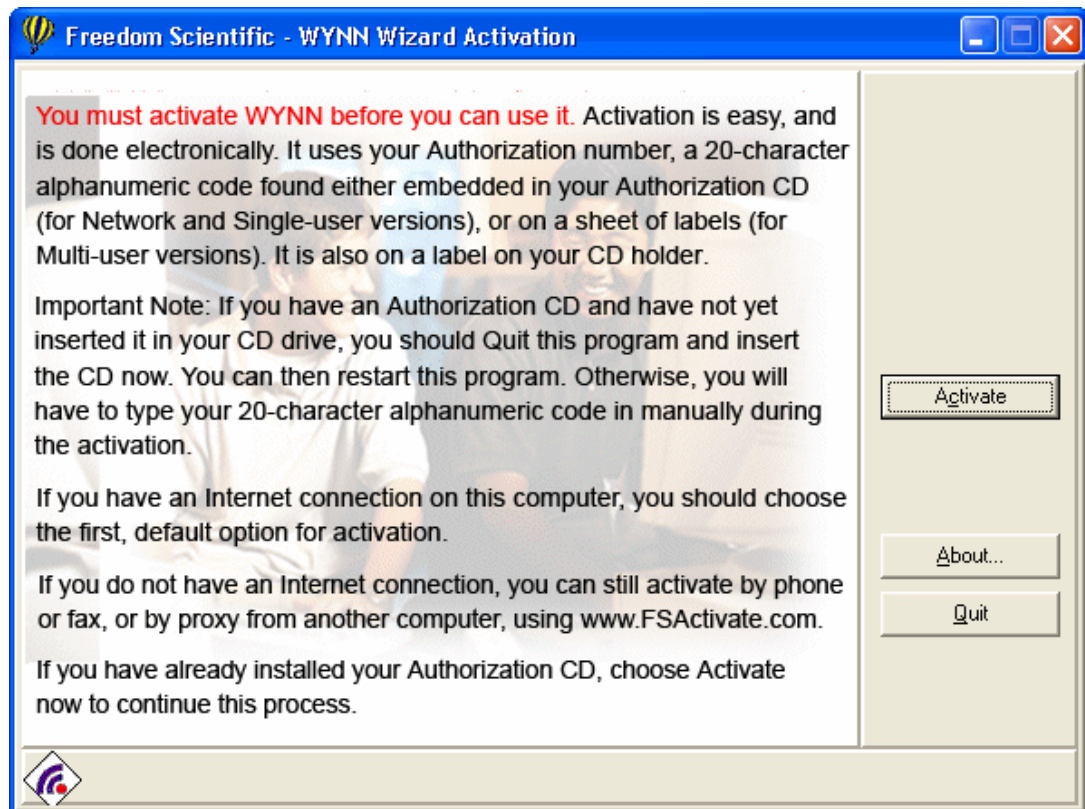 Freedom Scientific - WYNN Wizard Activation
You must activate WYNN before you can use it. Activation is easy, and
is done electronically. It uses your Authorization number, a 20-character
alphanumeric code found either embedded in your Authorization CD
(for Network and Single-user versions), or on a sheet of labels (for
Multi-user versions). It is also on a label on your CD holder.
Important Note: If you have an Authorization CD and have not yet
inserted it in your CD drive, you should Quit this program and insert
the CD now. You can then restart this program. Otherwise, you will
have to type your 20-character alphanumeric code in manually during
the activation.
If you have an Internet connection on this computer, you should choose
the first, default option for activation.
If you do not have an Internet connection, you can still activate by phone
or fax, or by proxy from another computer, using www.FSActivate.com.
If you have already installed your Authorization CD, choose Activate
now to continue this process.
Activate
About...
Quit